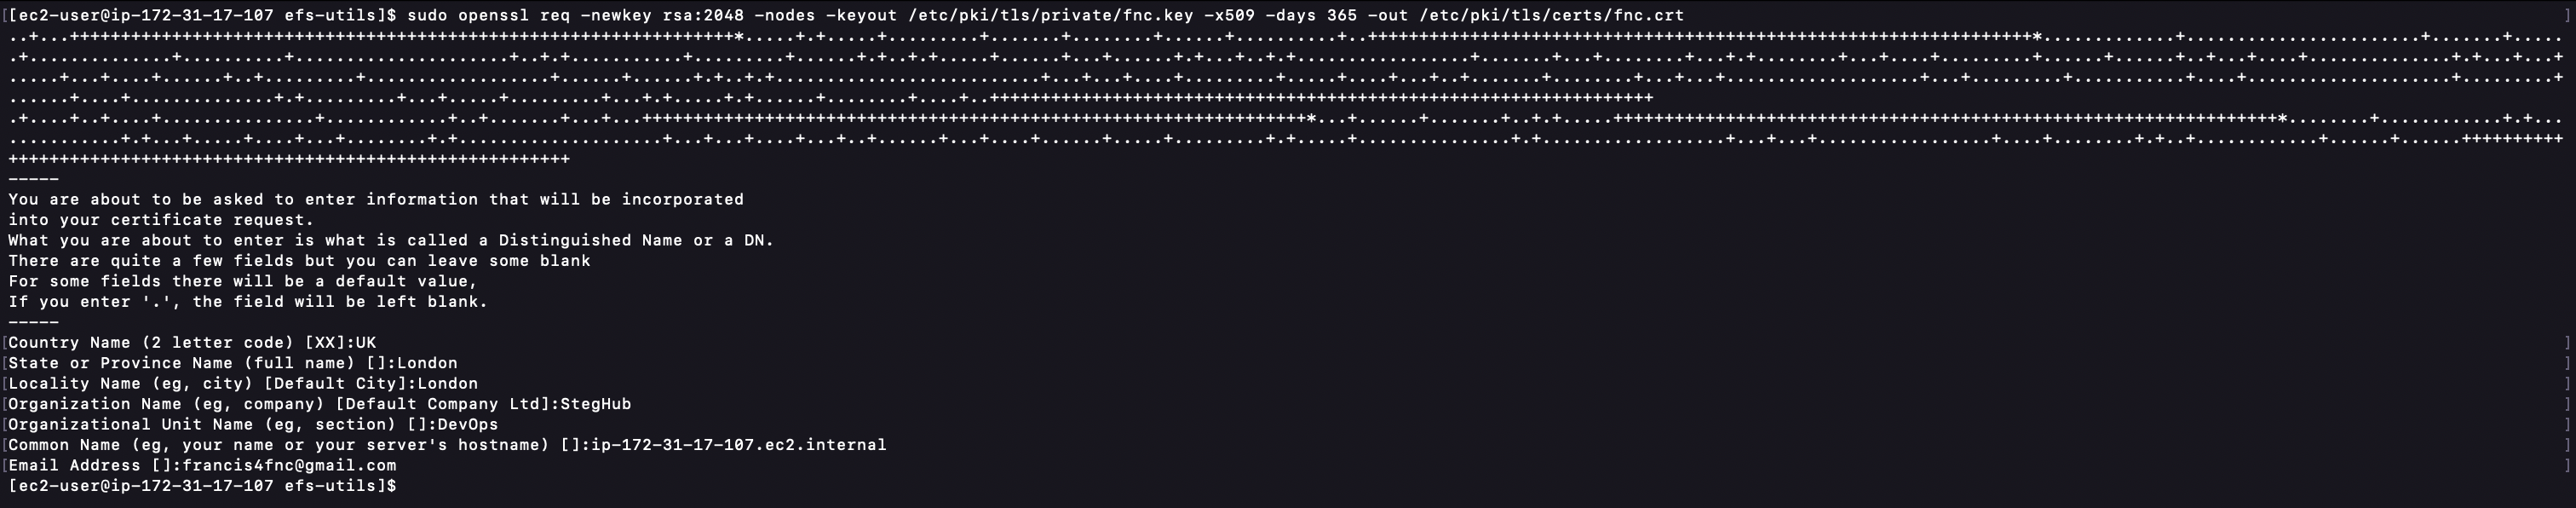 [ec2-user@ip-172-31-17-107 efs-utils]$ sudo openssl req -newkey rsa:2048 -nodes -keyout /etc/pki/tls/private/fnc.key -x509 -days 365 -out /etc/pki/tls/certs/fnc.crt
-----
You are about to be asked to enter information that will be incorporated
into your certificate request.
What you are about to enter is what is called a Distinguished Name or a DN.
There are quite a few fields but you can leave some blank
For some fields there will be a default value,
If you enter '.', the field will be left blank.
-----
Country Name (2 letter code) [XX]:UK
State or Province Name (full name) []:London
Locality Name (eg, city) [Default City]:London
Organization Name (eg, company) [Default Company Ltd]:StegHub
Organizational Unit Name (eg, section) []:DevOps
Common Name (eg, your name or your server's hostname) []:ip-172-31-17-107.ec2.internal
Email Address []:francis4fnc@gmail.com
[ec2-user@ip-172-31-17-107 efs-utils]$